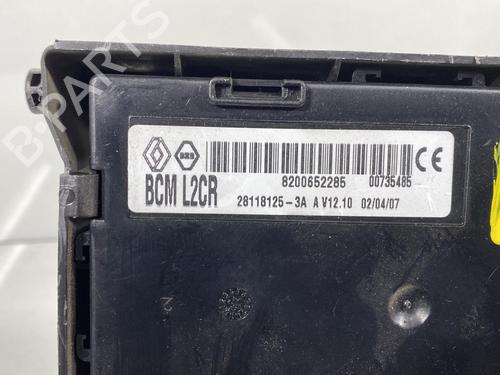 B-PARTS
8200652285 00735485
BCM L2CR
28118125-3A A V12.10 02/04/07
CE